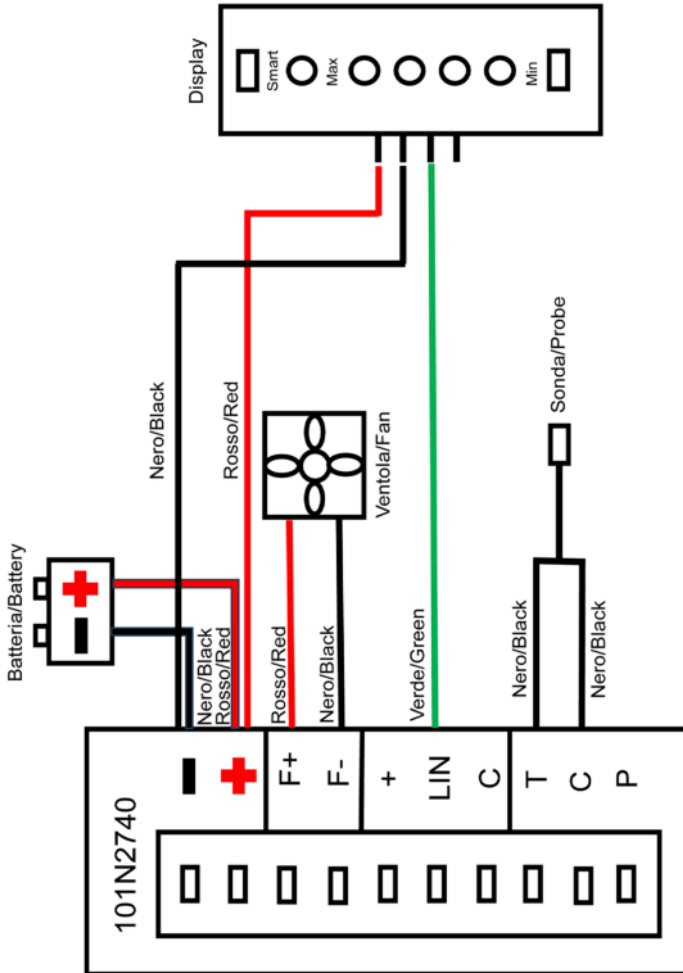 Display
Smart
Max
Min
Batteria/Battery
Nero/Black
Rosso/Red
Nero/Black
Rosso/Red
Rosso/Red
Nero/Black
Ventola/Fan
Verde/Green
Sonda/Probe
Nero/Black
Nero/Black
101N2740
-
+
F+
F-
+
LIN
C
T
C
P